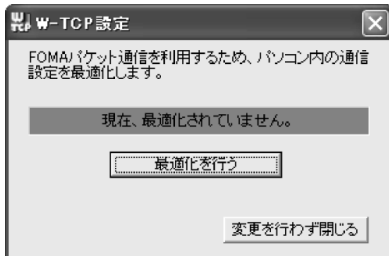 W-TCP設定
FOMAパケット通信を利用するため、パソコン内の通信
設定を最適化します。
現在、最適化されていません。
最適化を行う
変更を行わず閉じる